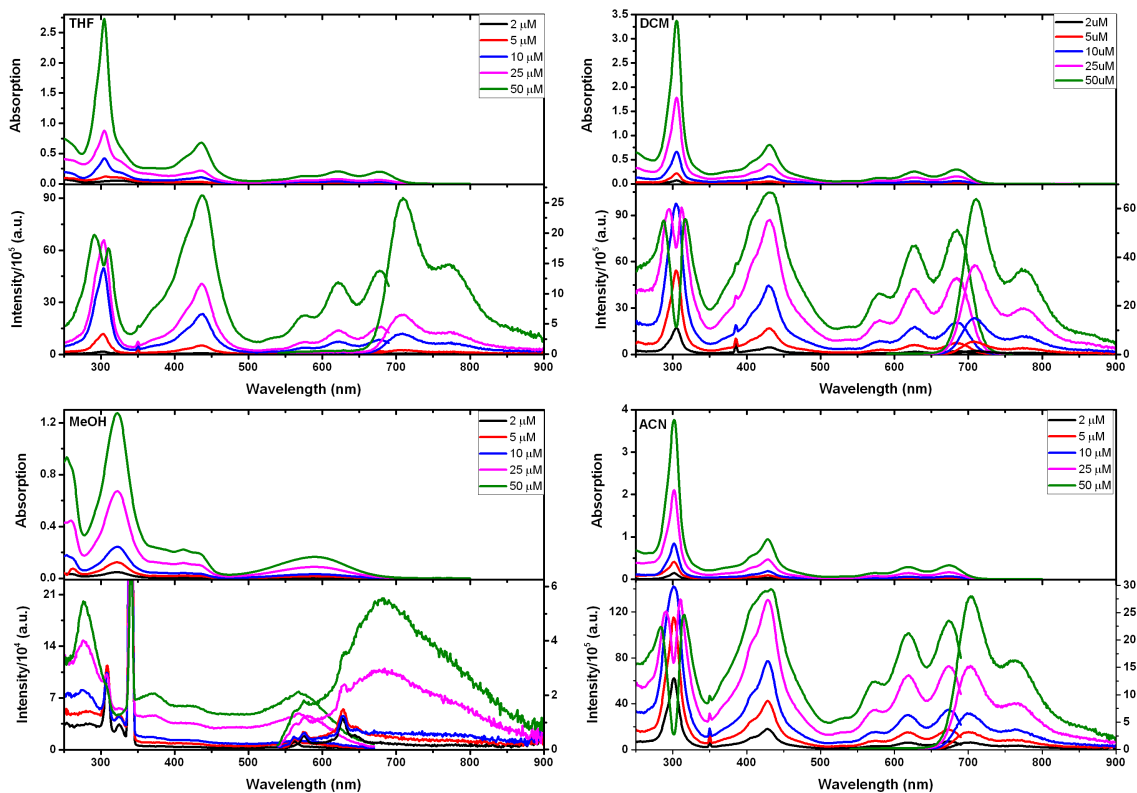 THF
2 μM
5 μM
10 μM
25 μM
50 μM
Absorption
2.5
2.0
1.5
1.0
0.5
0.0
Intensity/10⁵ (a.u.)
90
60
30
0
25
20
15
10
5
0
300 400 500 600 700 800 900
Wavelength (nm)
DCM
2uM
5uM
10uM
25uM
50uM
Absorption
3.5
3.0
2.5
2.0
1.5
1.0
0.5
0.0
Intensity/10⁵ (a.u.)
90
60
30
0
60
40
20
0
300 400 500 600 700 800 900
Wavelength (nm)
MeOH
2 μM
5 μM
10 μM
25 μM
50 μM
Absorption
1.2
0.8
0.4
0.0
Intensity/10⁴ (a.u.)
21
14
7
0
6
5
4
3
2
1
0
300 400 500 600 700 800 900
Wavelength (nm)
ACN
2 μM
5 μM
10 μM
25 μM
50 μM
Absorption
4
3
2
1
0
Intensity/10⁵ (a.u.)
120
80
40
0
30
25
20
15
10
5
0
300 400 500 600 700 800 900
Wavelength (nm)